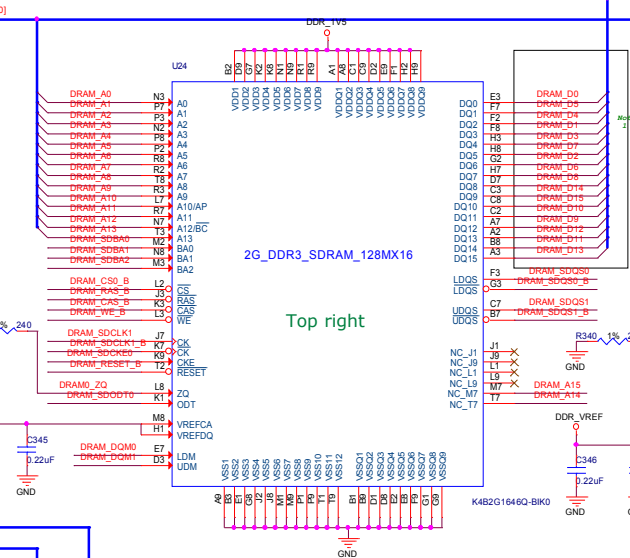 DDR_1V5
U24
B2 D9 G7 K2 K8 N1 N9 R1 R9 A1 A8 C1 C9 D2 E9 F1 H2 H9
VDD1 VDD2 VDD3 VDD4 VDD5 VDD6 VDD7 VDD8 VDD9 VDDQ1 VDDQ2 VDDQ3 VDDQ4 VDDQ5 VDDQ6 VDDQ7 VDDQ8 VDDQ9
DRAM_A0 N3 A0 DQ0 E3 DRAM_D0
DRAM_A1 P7 A1 DQ1 F7 DRAM_D5
DRAM_A2 P3 A2 DQ2 F2 DRAM_D4
DRAM_A3 N2 A3 DQ3 F8 DRAM_D1
DRAM_A4 P8 A4 DQ4 H3 DRAM_D3
DRAM_A5 P2 A5 DQ5 H8 DRAM_D7
DRAM_A6 R8 A6 DQ6 G2 DRAM_D2
DRAM_A7 R2 A7 DQ7 H7 DRAM_D6
DRAM_A8 T8 A8 DQ8 D7 DRAM_D8
DRAM_A9 R3 A9 DQ9 C3 DRAM_D14
DRAM_A10 L7 A10/AP DQ10 C8 DRAM_D15
DRAM_A11 R7 A11 DQ11 C2 DRAM_D10
DRAM_A12 N7 A12/BC DQ12 A7 DRAM_D9
DRAM_A13 T3 A13 DQ13 A2 DRAM_D12
DRAM_SDBA0 M2 BA0 DQ14 B8 DRAM_D11
DRAM_SDBA1 N8 BA1 DQ15 A3 DRAM_D13
DRAM_SDBA2 M3 BA2
2G_DDR3_SDRAM_128MX16
LDQS F3 DRAM_SDQS0
DRAM_CS0_B L2 CS LDQS G3 DRAM_SDQS0_B
DRAM_RAS_B J3 RAS
DRAM_CAS_B K3 CAS UDQS C7 DRAM_SDQS1
DRAM_WE_B L3 WE UDQS B7 DRAM_SDQS1_B
Top right
% 240
R340 1%
DRAM_SDCLK1 J7 CK
DRAM_SDCLK1_B K7 CK NC_J1 J1
DRAM_SDCKE0 K9 CKE NC_J9 J9
DRAM_RESET_B T2 RESET NC_L1 L1
GND
NC_L9 L9
DRAM0_ZQ L8 ZQ NC_M7 M7 DRAM_A15
DRAM_SDODT0 K1 ODT NC_T7 T7 DRAM_A14
M8 VREFCA
H1 VREFDQ
DDR_VREF
C345
0.22uF
GND
DRAM_DQM0 E7 LDM
DRAM_DQM1 D3 UDM
C346
0.22uF
GND
VSS1 VSS2 VSS3 VSS4 VSS5 VSS6 VSS7 VSS8 VSS9 VSS10 VSS11 VSS12 VSSQ1 VSSQ2 VSSQ3 VSSQ4 VSSQ5 VSSQ6 VSSQ7 VSSQ8 VSSQ9
A9 B3 E1 G8 J2 J8 M1 M9 P1 P9 T1 T9 B1 B9 D1 D8 E2 E8 F9 G1 G9
K4B2G1646Q-BIK0
GND